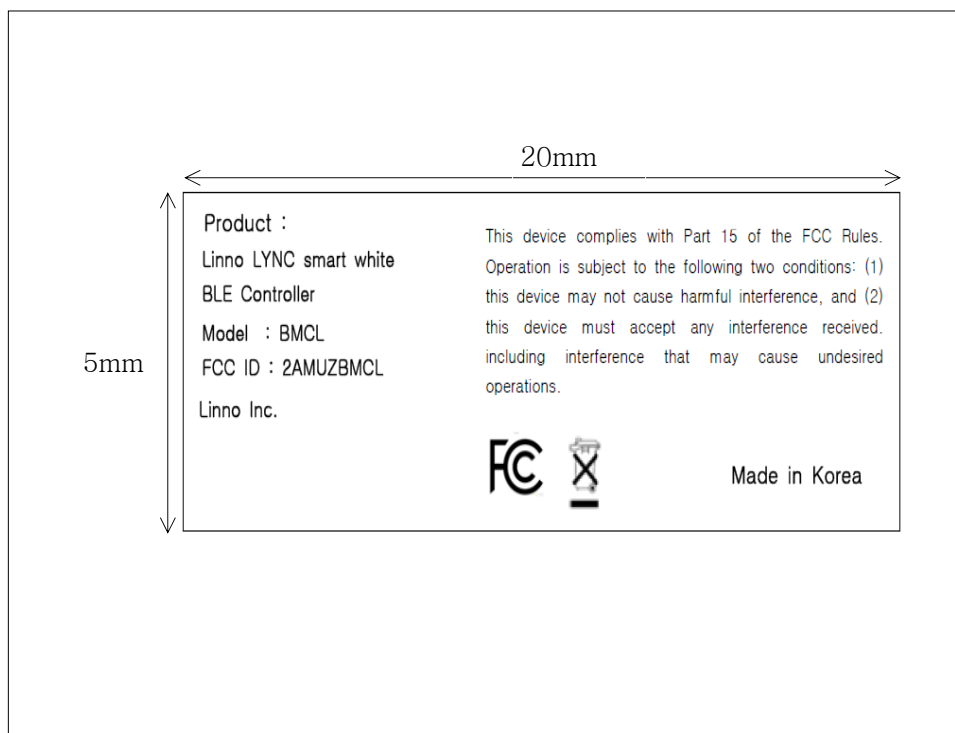 20mm
5mm
Product :
Linno LYNC smart white
BLE Controller
Model : BMCL
FCC ID : 2AMUZBMCL
Linno Inc.
This device complies with Part 15 of the FCC Rules.
Operation is subject to the following two conditions: (1)
this device may not cause harmful interference, and (2)
this device must accept any interference received.
including interference that may cause undesired
operations.
FC
Made in Korea